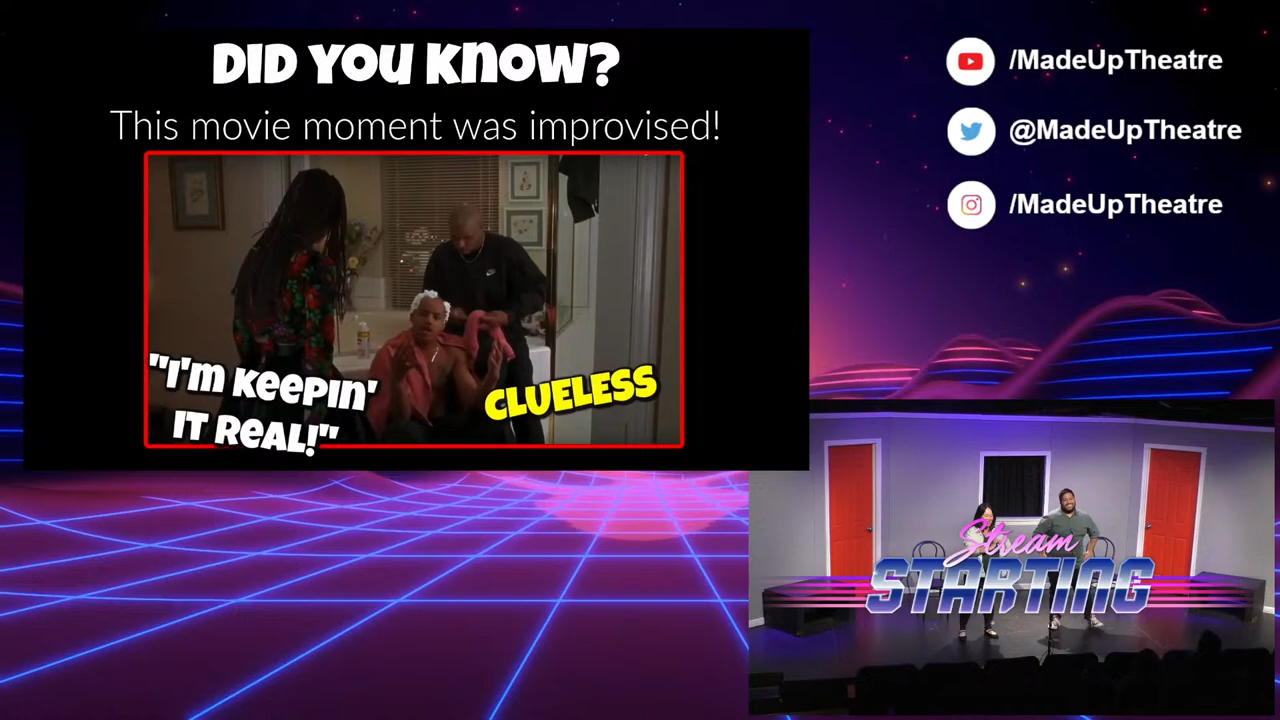 DID YOU KNOW?
This movie moment was improvised!
"I'M KEEPIN'
IT REAL!"
CLUELESS
/MadeUpTheatre
@MadeUpTheatre
/MadeUpTheatre
Stream
STARTING